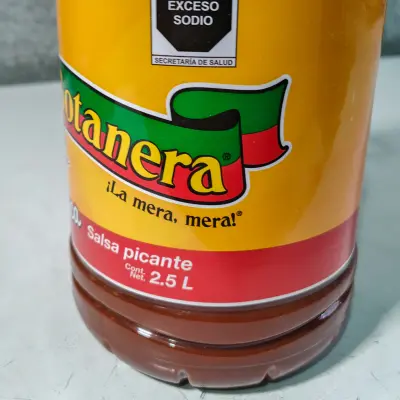 EXCESO
SODIO
SECRETARÍA DE SALUD
otanera®
¡La mera, mera!®
Salsa picante
Cont.
Net. 2.5 L